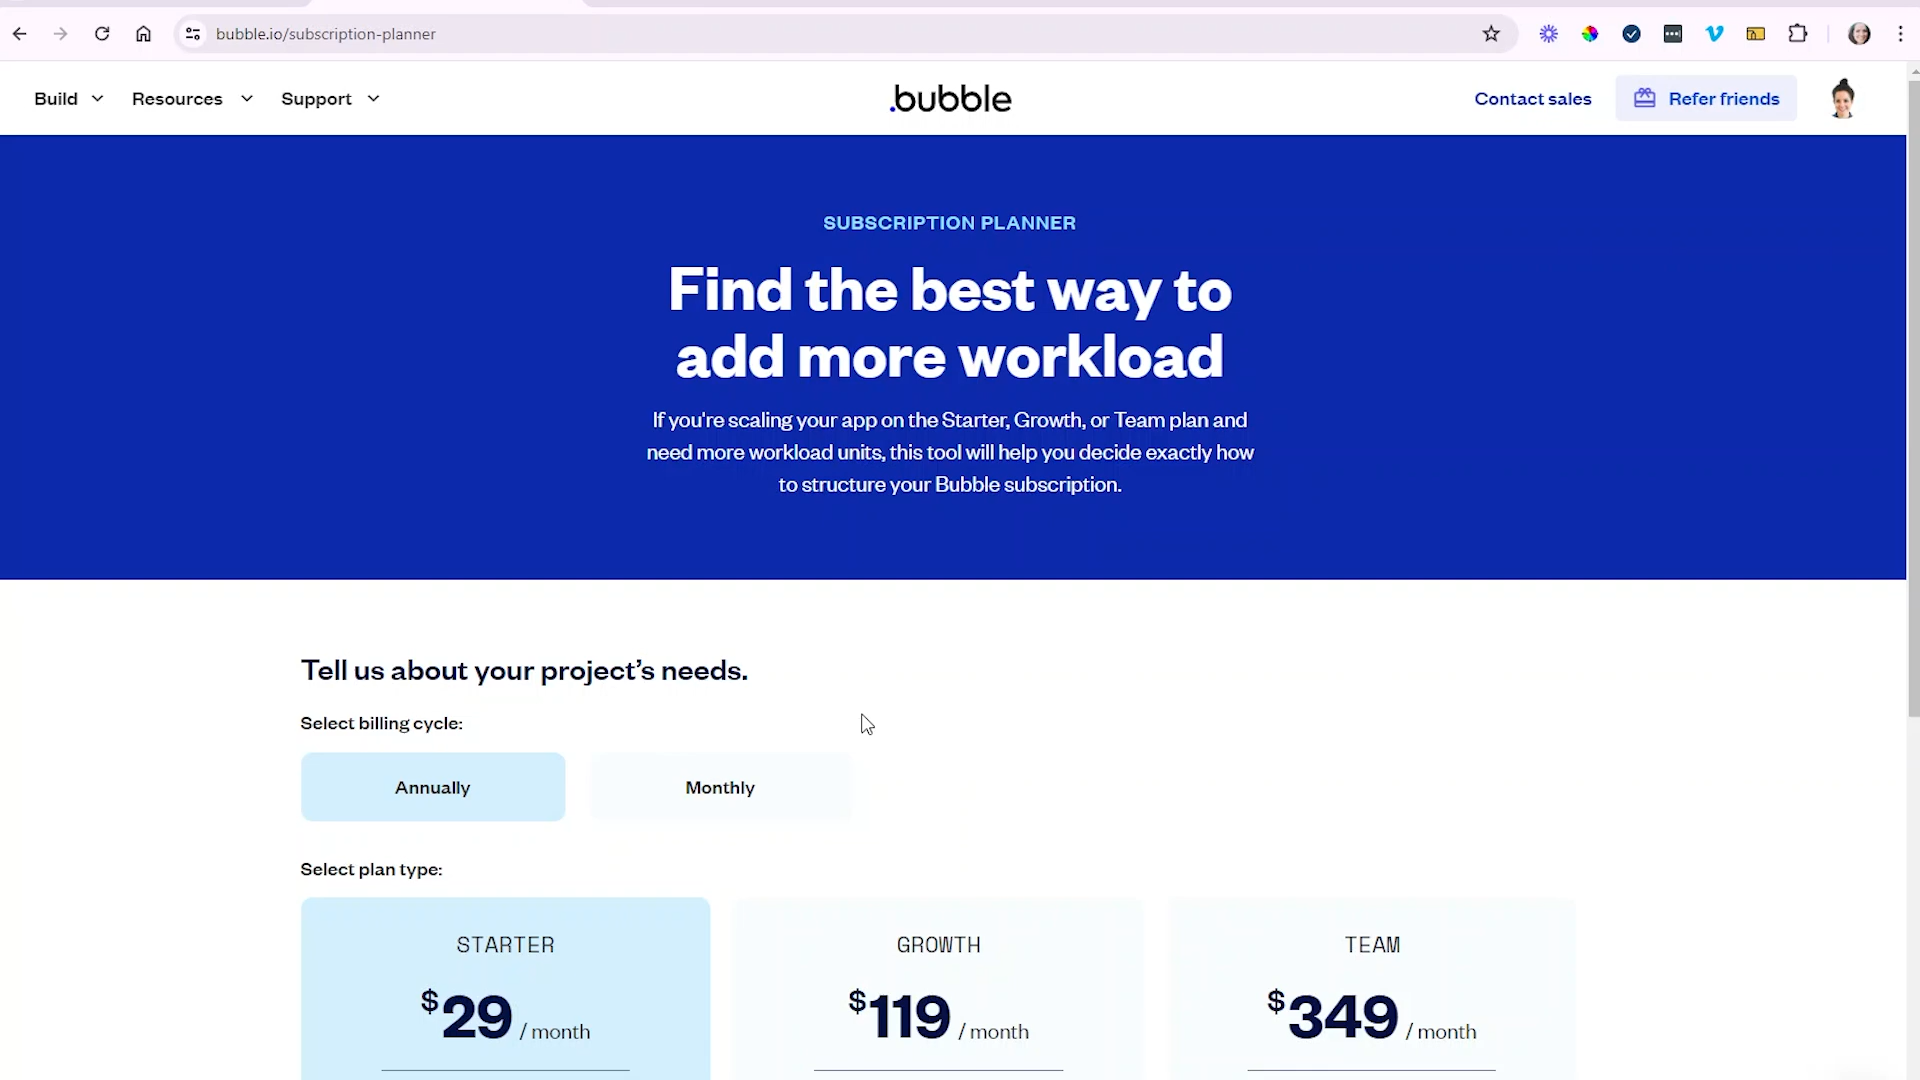 bubble.io/subscription-planner
Build Resources Support .bubble Contact sales Refer friends
SUBSCRIPTION PLANNER
Find the best way to
add more workload
If you're scaling your app on the Starter, Growth, or Team plan and
need more workload units, this tool will help you decide exactly how
to structure your Bubble subscription.
Tell us about your project’s needs.
Select billing cycle:
Annually Monthly
Select plan type:
STARTER GROWTH TEAM
$29 / month $119 / month $349 / month